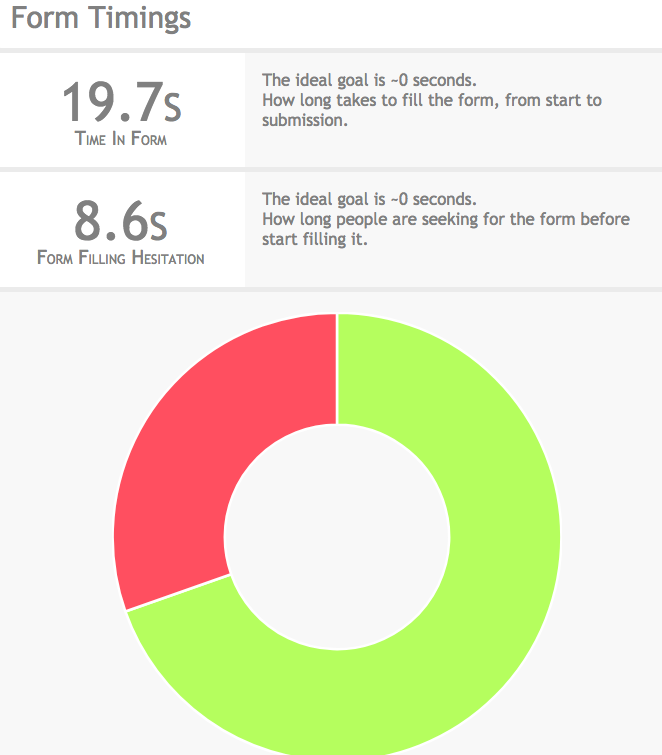 Form Timings
19.7s
Time In Form
The ideal goal is ~0 seconds.
How long takes to fill the form, from start to
submission.
8.6s
Form Filling Hesitation
The ideal goal is ~0 seconds.
How long people are seeking for the form before
start filling it.